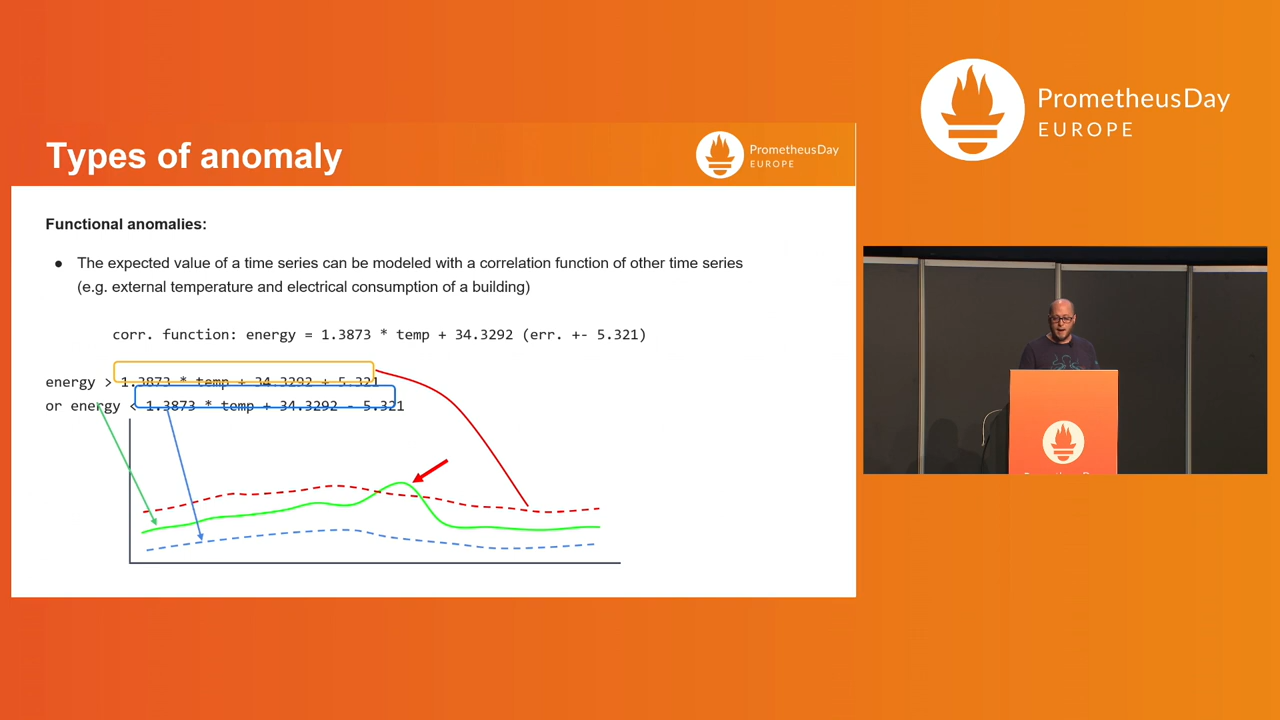 PrometheusDay
EUROPE
Types of anomaly
PrometheusDay
EUROPE
Functional anomalies:
● The expected value of a time series can be modeled with a correlation function of other time series
(e.g. external temperature and electrical consumption of a building)
corr. function: energy = 1.3873 * temp + 34.3292 (err. +- 5.321)
energy > 1.3873 * temp + 34.3292 + 5.321
or energy < 1.3873 * temp + 34.3292 - 5.321